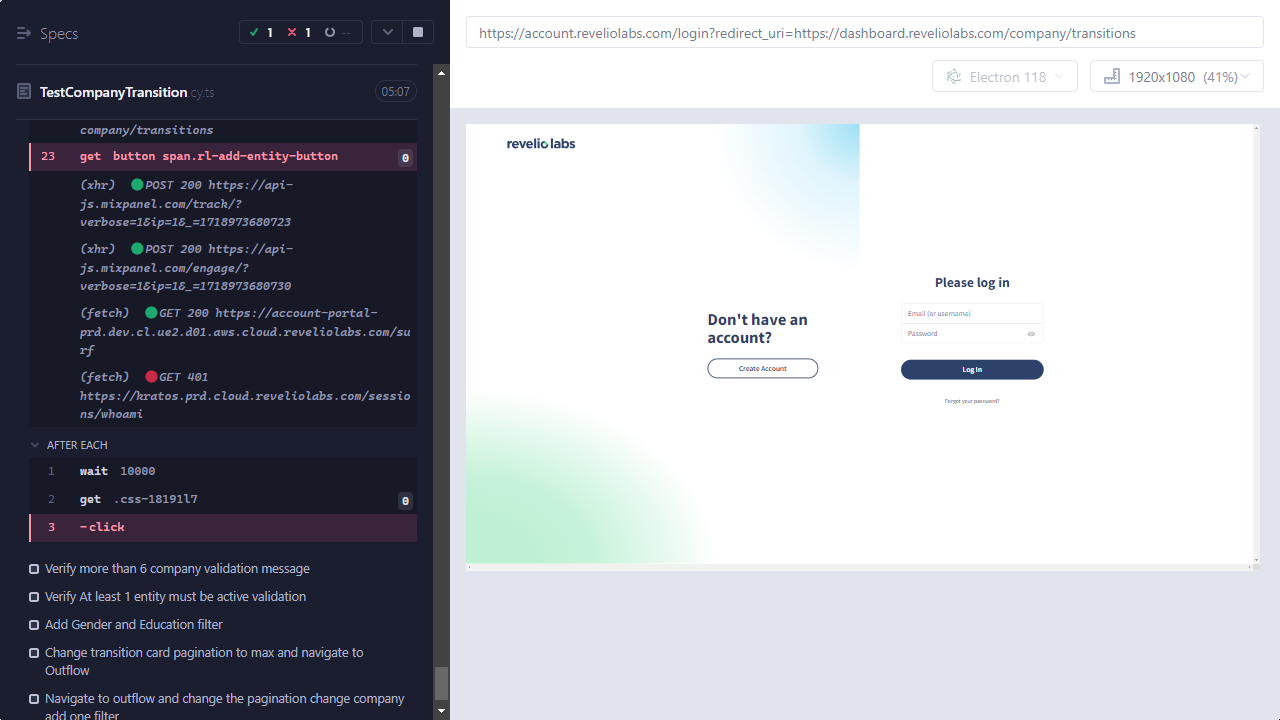 Specs
1
1
--
TestCompanyTransition.cy.ts
05:07
company/transitions
23 get button span.rl-add-entity-button 0
(xhr) POST 200 https://api-
js.mixpanel.com/track/?
verbose=1&ip=1&_=1718973680723
(xhr) POST 200 https://api-
js.mixpanel.com/engage/?
verbose=1&ip=1&_=1718973680730
(fetch) GET 200 https://account-portal-
prd.dev.cl.ue2.d01.aws.cloud.reveliolabs.com/su
rf
(fetch) GET 401
https://kratos.prd.cloud.reveliolabs.com/sessio
ns/whoami
AFTER EACH
1 wait 10000
2 get .css-18191l7 0
3 -click
Verify more than 6 company validation message
Verify At least 1 entity must be active validation
Add Gender and Education filter
Change transition card pagination to max and navigate to
Outflow
Navigate to outflow and change the pagination change company
add one filter
https://account.reveliolabs.com/login?redirect_uri=https://dashboard.reveliolabs.com/company/transitions
Electron 118
1920x1080 (41%)
revelio labs
Don't have an
account?
Create Account
Please log in
Email (or username)
Password
Log In
Forgot your password?